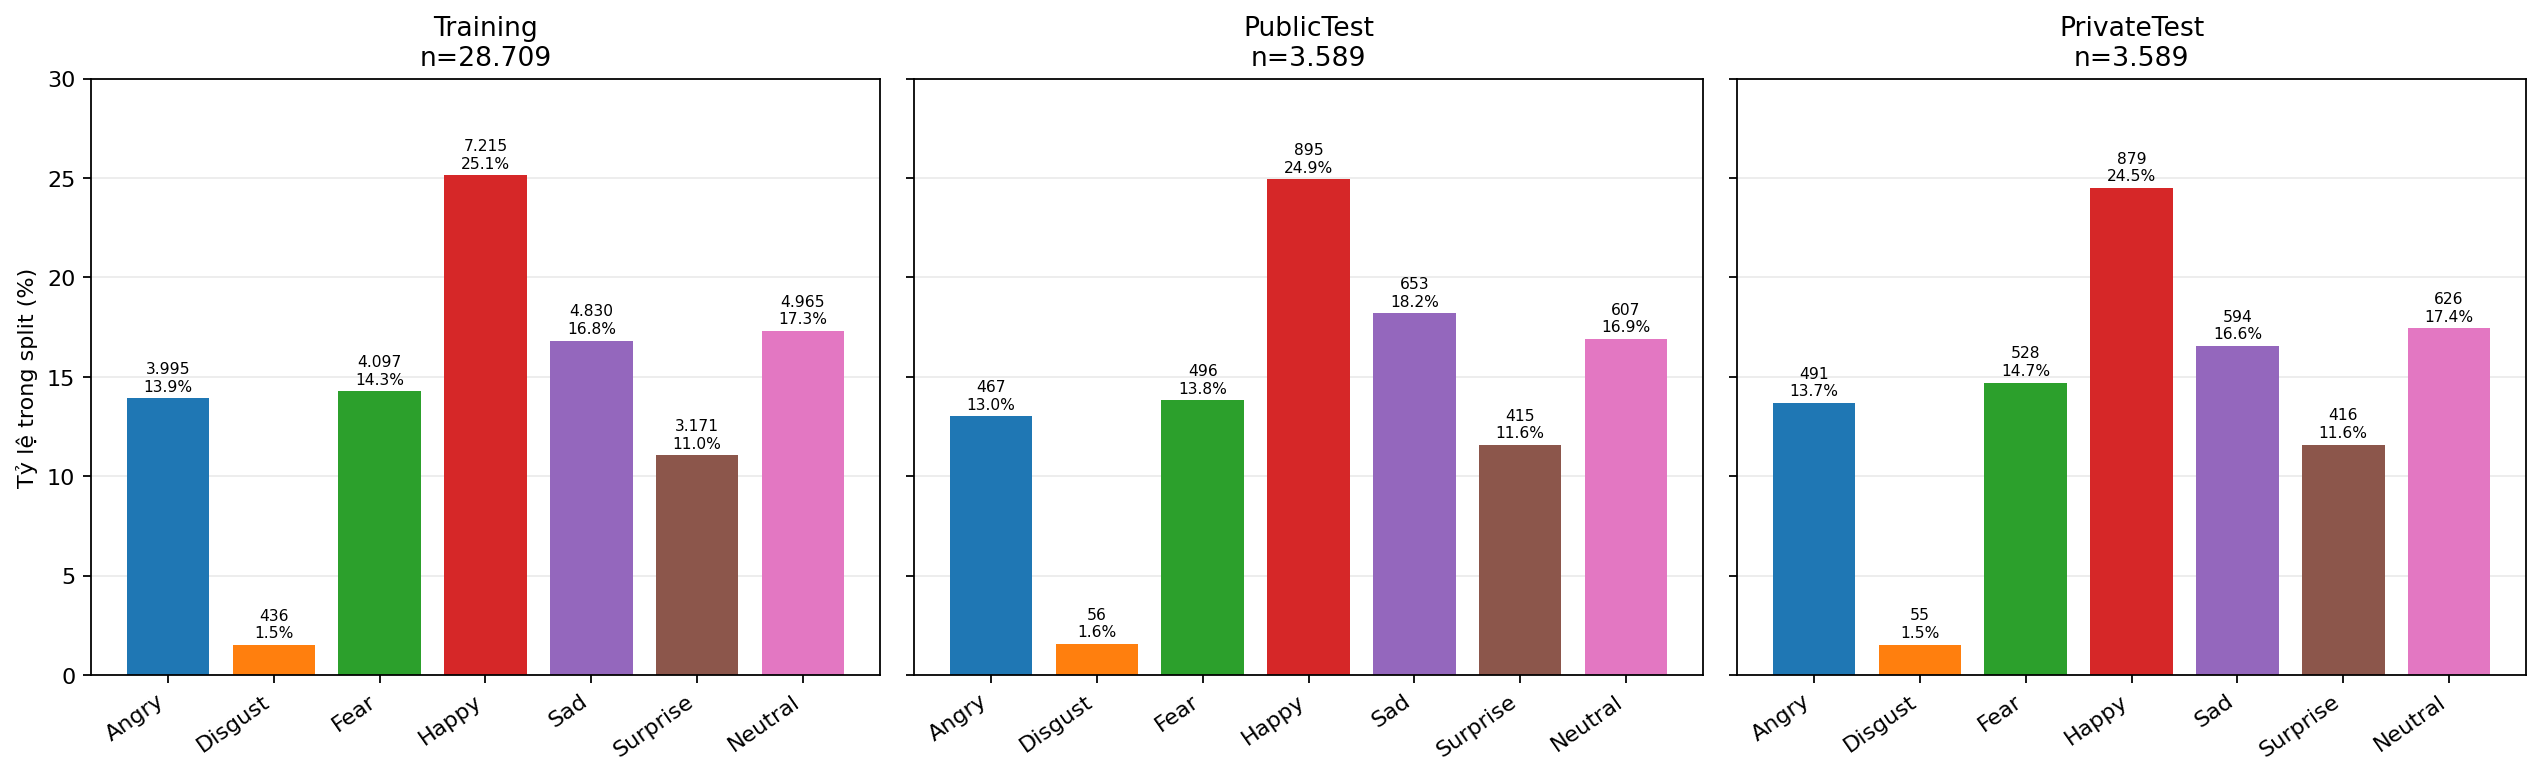 Training
n=28.709
Tỷ lệ trong split (%)
30
25
20
15
10
5
0
3.995
13.9%
436
1.5%
4.097
14.3%
7.215
25.1%
4.830
16.8%
3.171
11.0%
4.965
17.3%
Angry
Disgust
Fear
Happy
Sad
Surprise
Neutral
PublicTest
n=3.589
467
13.0%
56
1.6%
496
13.8%
895
24.9%
653
18.2%
415
11.6%
607
16.9%
Angry
Disgust
Fear
Happy
Sad
Surprise
Neutral
PrivateTest
n=3.589
491
13.7%
55
1.5%
528
14.7%
879
24.5%
594
16.6%
416
11.6%
626
17.4%
Angry
Disgust
Fear
Happy
Sad
Surprise
Neutral